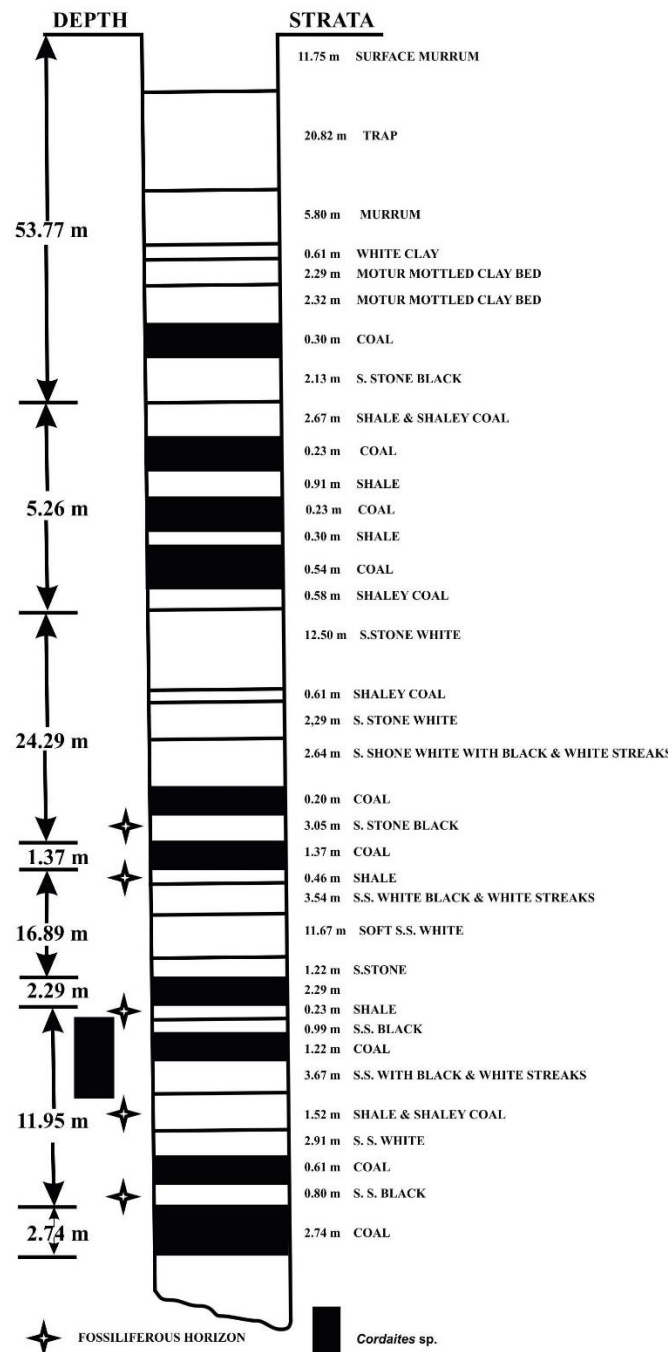 DEPTH STRATA
11.75 m SURFACE MURRUM
20.82 m TRAP
53.77 m
5.80 m MURRUM
0.61 m WHITE CLAY
2.29 m MOTUR MOTTLED CLAY BED
2.32 m MOTUR MOTTLED CLAY BED
0.30 m COAL
2.13 m S. STONE BLACK
5.26 m
2.67 m SHALE & SHALEY COAL
0.23 m COAL
0.91 m SHALE
0.23 m COAL
0.30 m SHALE
0.54 m COAL
0.58 m SHALEY COAL
24.29 m
12.50 m S.STONE WHITE
0.61 m SHALEY COAL
2,29 m S. STONE WHITE
2.64 m S. SHONE WHITE WITH BLACK & WHITE STREAKS
0.20 m COAL
3.05 m S. STONE BLACK
1.37 m
1.37 m COAL
16.89 m
0.46 m SHALE
3.54 m S.S. WHITE BLACK & WHITE STREAKS
11.67 m SOFT S.S. WHITE
1.22 m S.STONE
2.29 m
2.29 m
11.95 m
0.23 m SHALE
0.99 m S.S. BLACK
1.22 m COAL
3.67 m S.S. WITH BLACK & WHITE STREAKS
1.52 m SHALE & SHALEY COAL
2.91 m S. S. WHITE
0.61 m COAL
0.80 m S. S. BLACK
2.74 m
2.74 m COAL
FOSSILIFEROUS HORIZON
Cordaites sp.